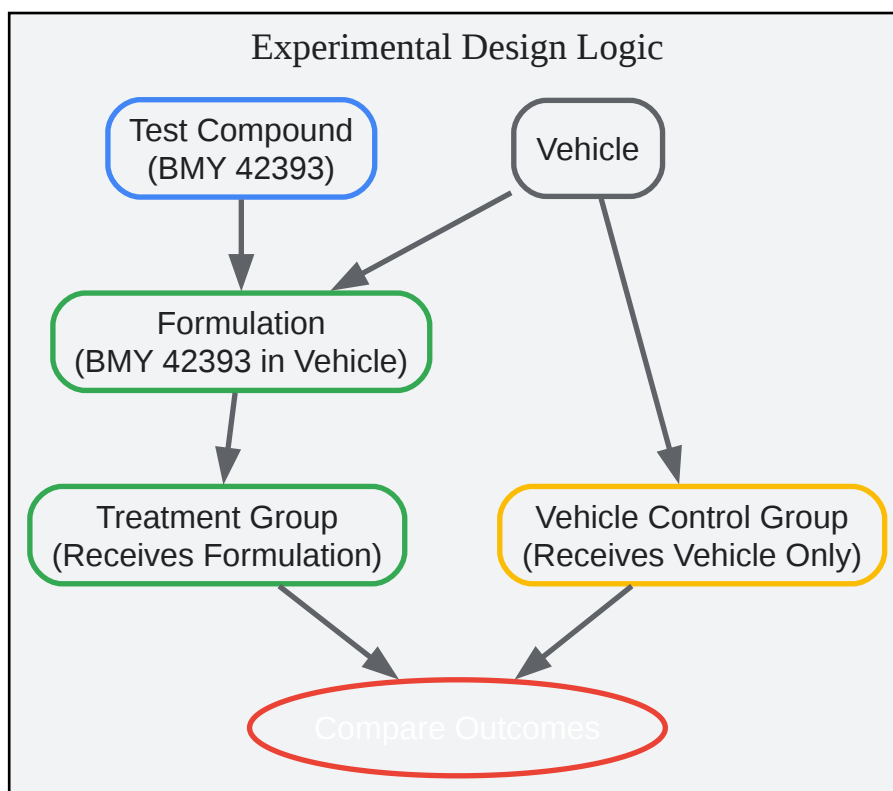 Experimental Design Logic
Test Compound
(BMY 42393)
Vehicle
Formulation
(BMY 42393 in Vehicle)
Treatment Group
(Receives Formulation)
Vehicle Control Group
(Receives Vehicle Only)
Compare Outcomes